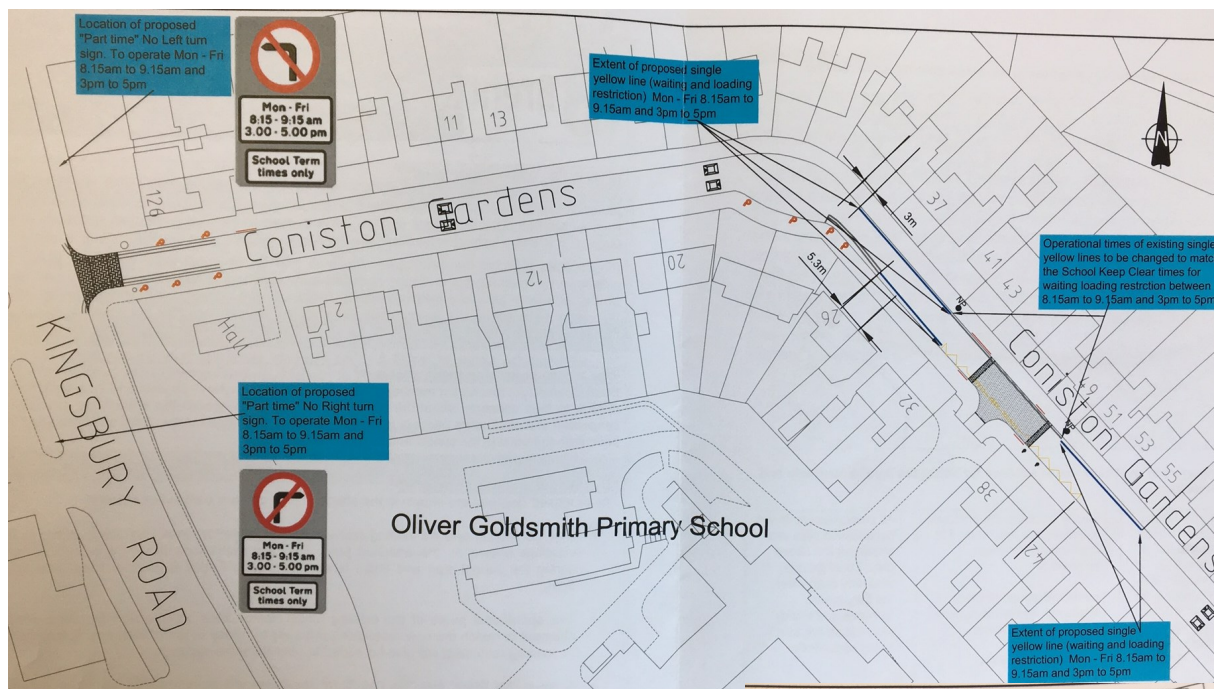 Location of proposed
"Part time" No Left turn
sign. To operate Mon - Fri
8.15am to 9.15am and
3pm to 5pm
Mon - Fri
8:15 - 9:15 am
3.00 - 5.00 pm
School Term
times only
Extent of proposed single
yellow line (waiting and loading
restriction) Mon - Fri 8.15am to
9.15am and 3pm to 5pm
N
11
13
126
Coniston Gardens
37
3m
41
43
Operational times of existing single
yellow lines to be changed to matc
the School Keep Clear times for
waiting loading restrction between
8.15am to 9.15am and 3pm to 5pm
5.3m
2
12
20
26
Hall
NP
KINGSBURY ROAD
Coniston Gardens
32
49
51
53
55
NP
38
42
Location of proposed
"Part time" No Right turn
sign. To operate Mon - Fri
8.15am to 9.15am and
3pm to 5pm
Mon - Fri
8:15 - 9:15 am
3.00 - 5.00 pm
School Term
times only
Oliver Goldsmith Primary School
Extent of proposed single
yellow line (waiting and loading
restriction) Mon - Fri 8.15am to
9.15am and 3pm to 5pm